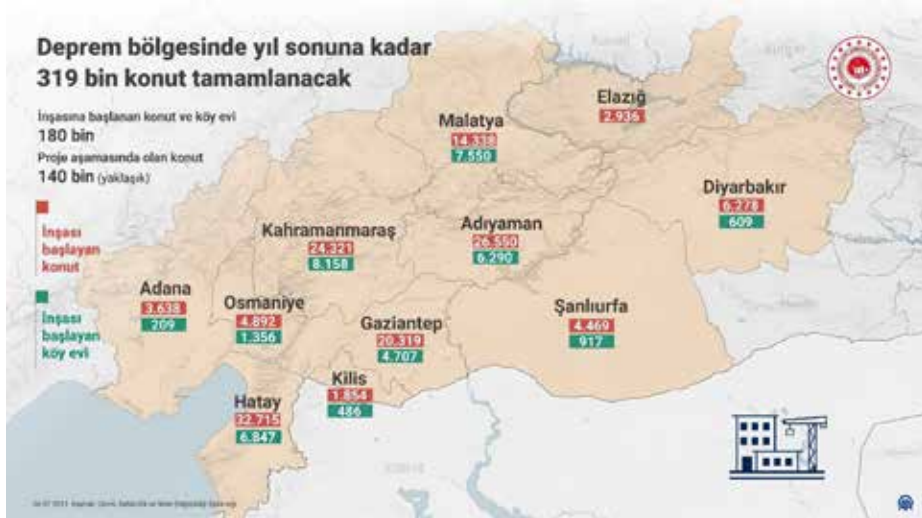 Deprem bölgesinde yıl sonuna kadar
319 bin konut tamamlanacak
İnşasına başlanan konut ve köy evi
180 bin
Proje aşamasında olan konut
140 bin (yaklaşık)
İnşası
başlayan
konut
İnşası
başlayan
köy evi
Elazığ
2.936
Malatya
14.338
7.550
Diyarbakır
6.278
609
Kahramanmaraş
24.321
8.158
Adıyaman
26.550
6.290
Adana
3.638
209
Osmaniye
4.892
1.356
Gaziantep
20.319
4.707
Şanlıurfa
4.469
917
Kilis
1.854
486
Hatay
32.715
6.847